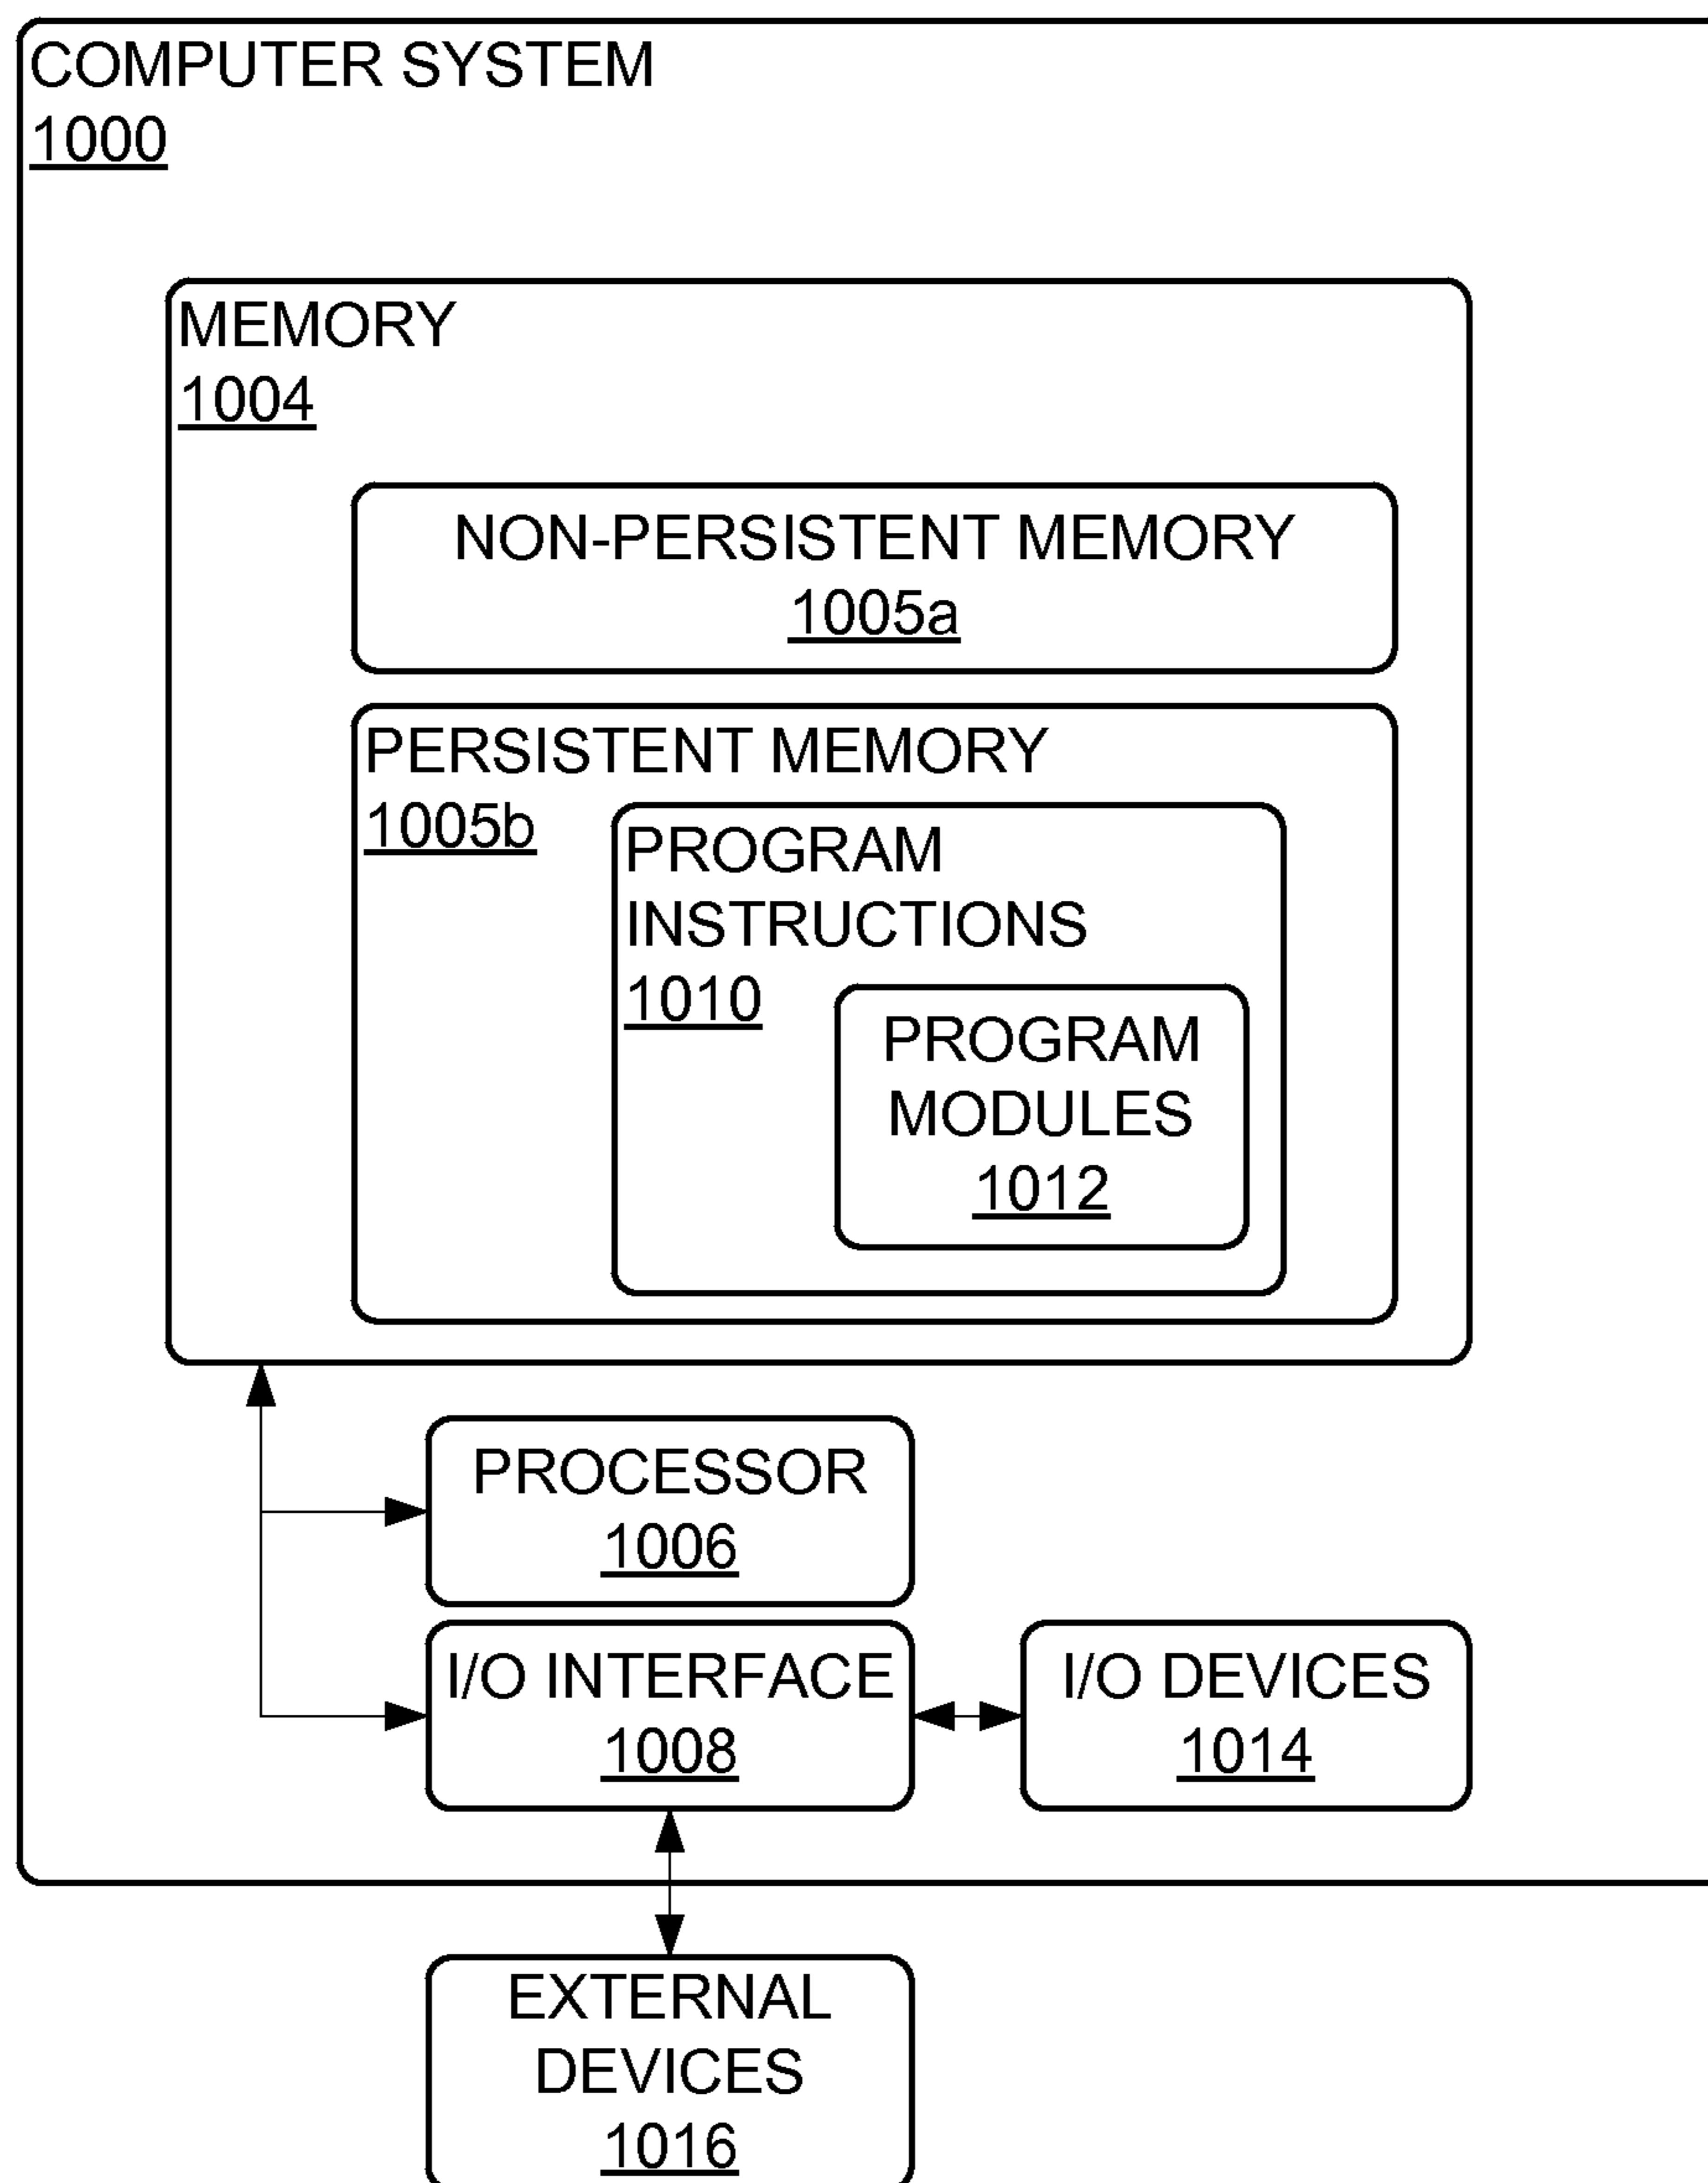 COMPUTER SYSTEM
1000
MEMORY
1004
NON-PERSISTENT MEMORY
1005a
PERSISTENT MEMORY
1005b
PROGRAM
INSTRUCTIONS
1010
PROGRAM
MODULES
1012
PROCESSOR
1006
I/O INTERFACE
1008
I/O DEVICES
1014
EXTERNAL
DEVICES
1016